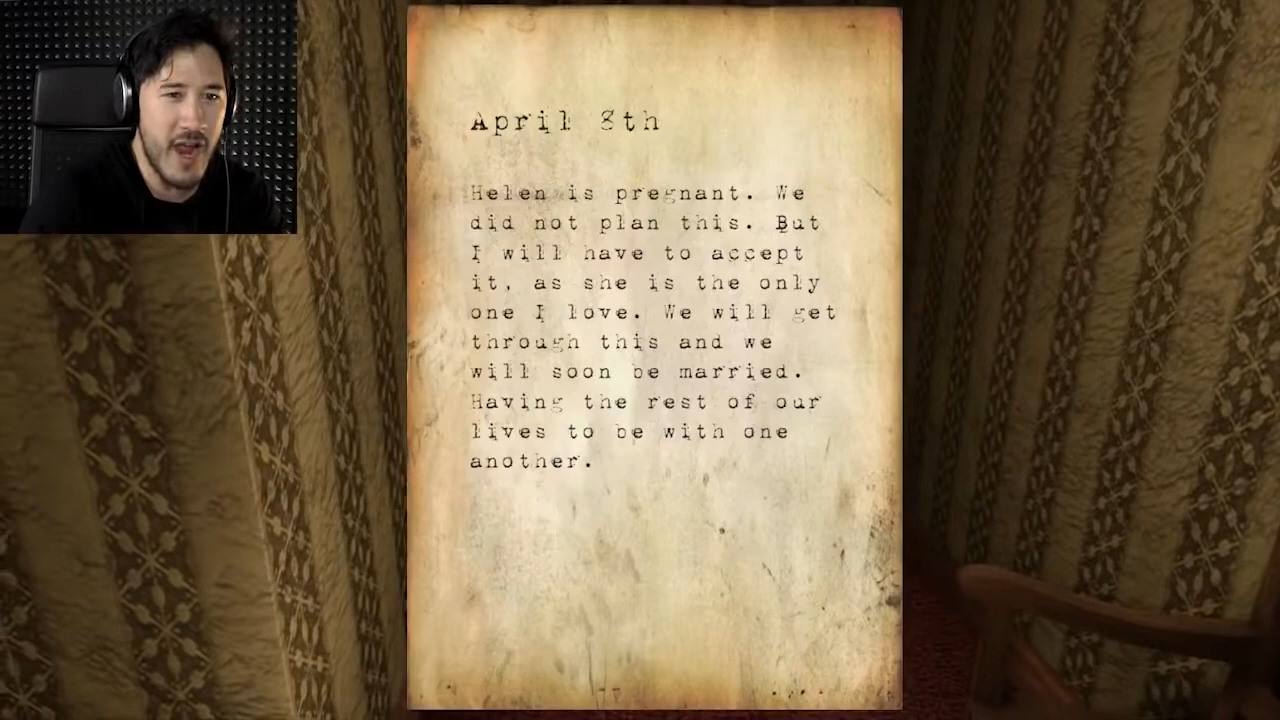 April 8th
Helen is pregnant. We
did not plan this. But
I will have to accept
it, as she is the only
one I love. We will get
through this and we
will soon be married.
Having the rest of our
lives to be with one
another.